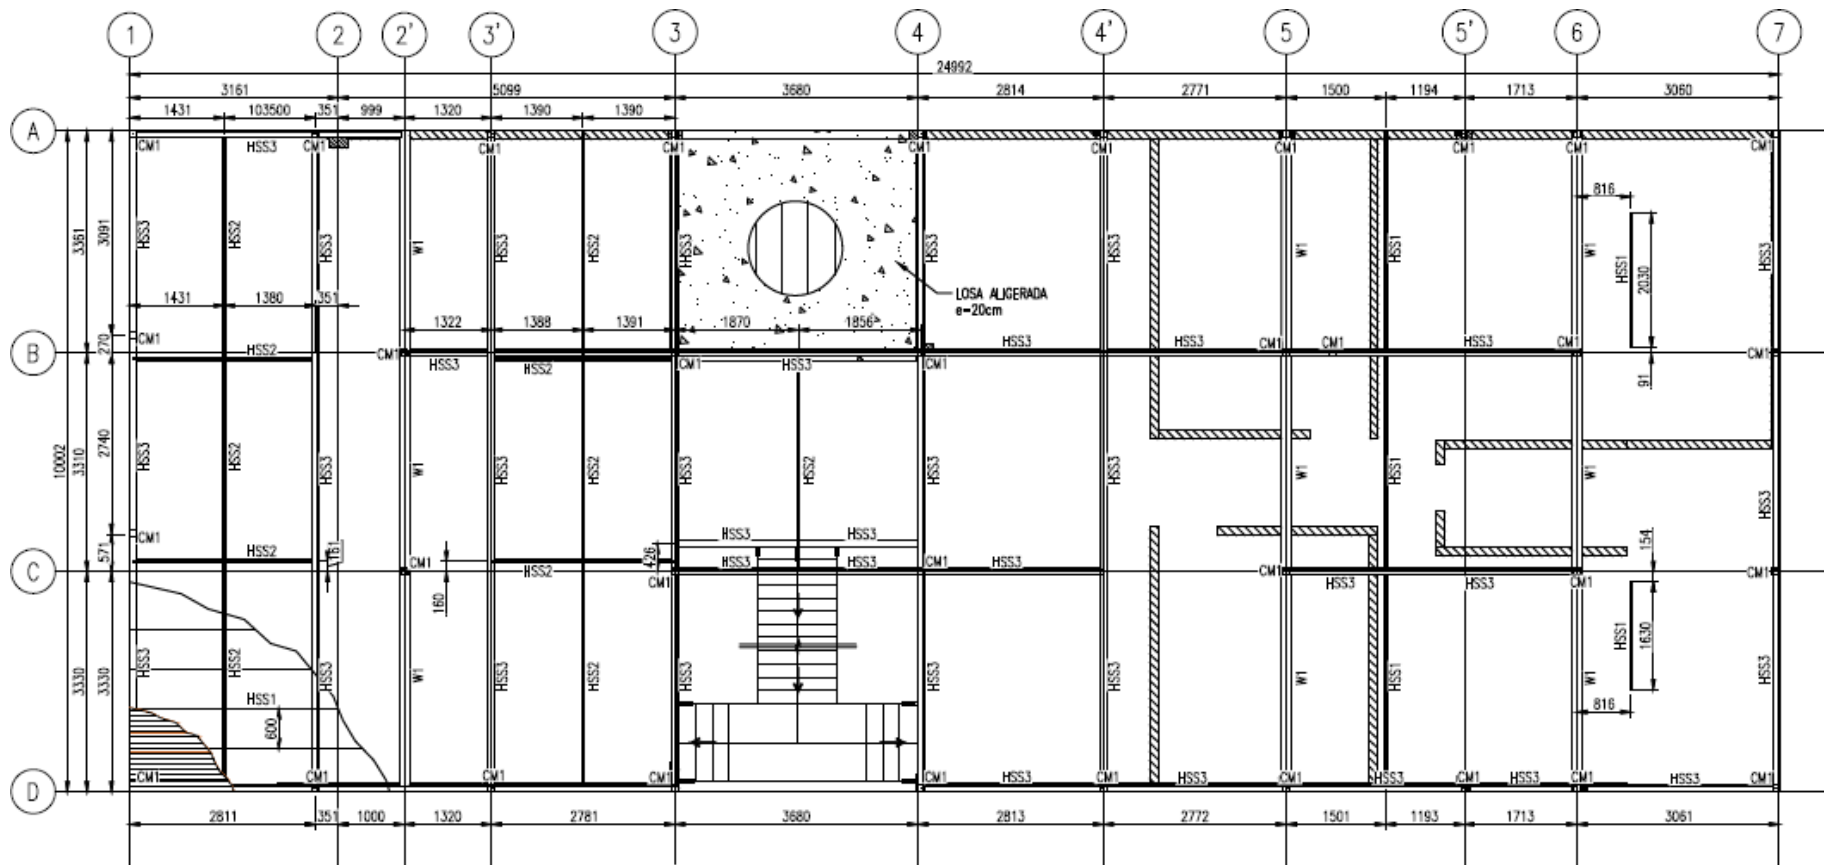 1 2 2' 3' 3 4 4' 5 5' 6 7
24992
3161 5099 3680 2814 2771 1500 1194 1713 3060
1431 103500 351 999 1320 1390 1390
A
CM1 HSS3 CM1 CM1 CM1 CM1 CM1 CM1 CM1 CM1 CM1
816
3091 3361
HSS3 HSS2 HSS3 W1 HSS3 HSS2 HSS3 HSS3 HSS3 W1 HSS1 W1 HSS1 2030 HSS3
LOSA ALIGERADA
e=20cm
1431 1380 351
1322 1388 1391 1870 1856
270 CM1
B
HSS2 CM1 HSS3 HSS2 CM1 HSS3 CM1 HSS3 HSS3 CM1 CM1 HSS3 CM1 CM1
91
10002 3310 2740
HSS3 HSS2 HSS3 W1 HSS3 HSS2 HSS3 HSS2 HSS3 HSS3 W1 HSS1 W1 HSS3
CM1
571
HSS2 161 CM1 HSS2 426
HSS3 HSS3
HSS3 HSS3 CM1 HSS3
154
C
160 CM1 CM1 HSS3 HSS3 CM1 CM1
3330 3330
HSS3 HSS2 HSS3 W1 HSS3 HSS2 HSS3 HSS3 HSS3 W1 HSS1 W1 HSS1 1630 HSS3
HSS1
600
816
D
CM1 CM1 CM1 CM1 CM1 HSS3 CM1 HSS3 CM1 HSS3 CM1 HSS3 CM1 HSS3 CM1
2811 351 1000 1320 2781 3680 2813 2772 1501 1193 1713 3061